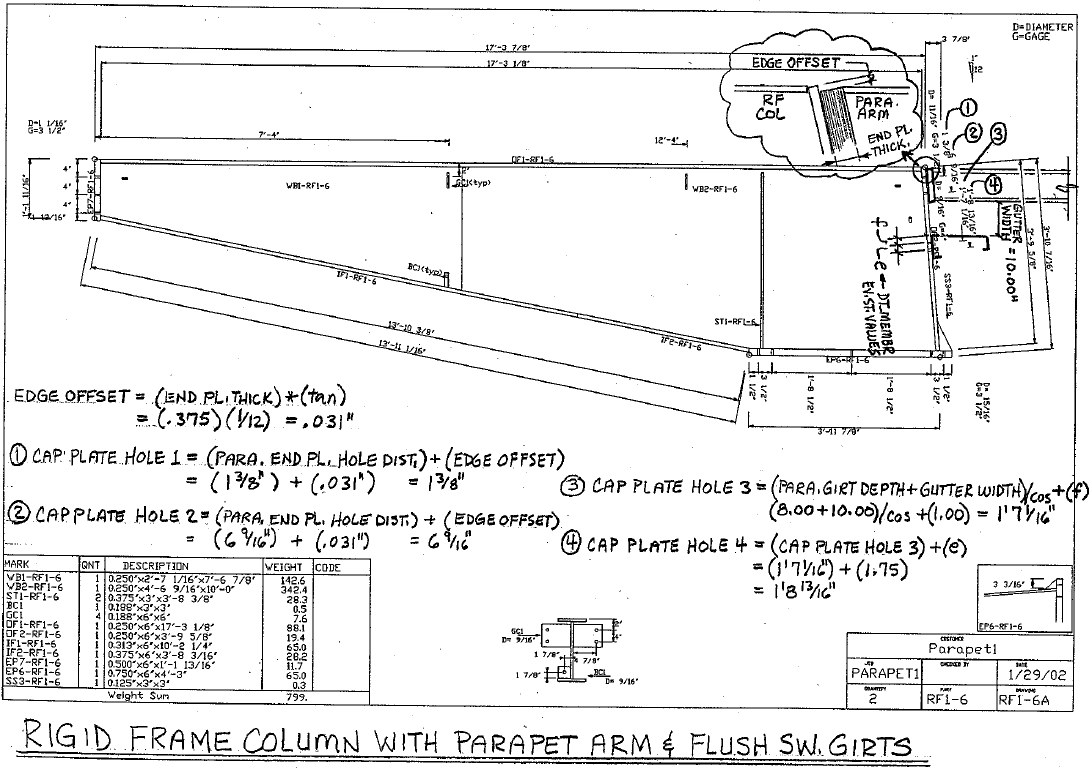 D=DIAMETER
G=GAGE
17'-3 7/8"
17'-3 1/8"
3 7/8"
12
EDGE OFFSET
RF COL
PARA. ARM
END PL. THICK.
D=1 1/16"
G=3 1/2"
7'-4"
12'-4"
① ② ③ ④
OF1-RF1-6
WB1-RF1-6
GC1(typ)
WB2-RF1-6
4"
4"
4"
EP7-RF1-6
GUTTER WIDTH = 10.00"
3'-10 7/16"
BC1(typ)
IF1-RF1-6
f
e
DT.MEMBR
EW.ST.VALUES
SS3-RF1-6
ST1-RF1-6
IF2-RF1-6
EP6-RF1-6
13'-10 3/8"
13'-11 1/16"
1 1/2"
3 1/2"
1'-8 1/2"
1'-8 1/2"
3 1/2"
1 1/2"
D= 15/16"
G=3 1/2"
3'-11 7/8"
EDGE OFFSET = (END PL. THICK)*(tan)
= (.375)(1/12) = .031"
① CAP PLATE HOLE 1 = (PARA. END PL. HOLE DIST.)+(EDGE OFFSET)
= (1 3/8") + (.031") = 1 3/8"
② CAP PLATE HOLE 2 = (PARA. END PL. HOLE DIST.) + (EDGE OFFSET)
= (6 9/16") + (.031") = 6 9/16"
③ CAP PLATE HOLE 3 = (PARA. GIRT DEPTH + GUTTER WIDTH)/cos +(f)
(8.00+10.00)/cos +(1.00) = 1'7 1/16"
④ CAP PLATE HOLE 4 = (CAP PLATE HOLE 3) +(e)
= (1'7 1/16") + (1.75)
= 1'8 13/16"
MARK QNT DESCRIPTION WEIGHT CODE
WB1-RF1-6 1 0.250"x2'-7 1/16"x7'-6 7/8" 142.6
WB2-RF1-6 1 0.250"x4'-6 9/16"x10'-0" 342.4
ST1-RF1-6 2 0.375"x3"x3'-8 3/8" 28.3
BC1 1 0.188"x3"x3" 0.5
GC1 4 0.188"x6"x6" 7.6
OF1-RF1-6 1 0.250"x6"x17'-3 1/8" 88.1
OF2-RF1-6 1 0.250"x6"x3'-9 5/8" 19.4
IF1-RF1-6 1 0.313"x6"x10'-2 1/4" 65.0
IF2-RF1-6 1 0.375"x6"x3'-8 3/16" 28.2
EP7-RF1-6 1 0.500"x6"x1'-1 13/16" 11.7
EP6-RF1-6 1 0.750"x6"x4'-3" 65.0
SS3-RF1-6 1 0.125"x3"x3" 0.3
Weight Sum 799.
GC1
D= 9/16"
1 7/8"
4 7/8"
1 7/8"
BC1
D= 9/16"
3 3/16"
EP6-RF1-6
CUSTOMER
Parapet1
JOB PARAPET1
CHECKED BY
DATE 1/29/02
QUANTITY 2
PART RF1-6
DRAWING RF1-6A
RIGID FRAME COLUMN WITH PARAPET ARM & FLUSH SW. GIRTS